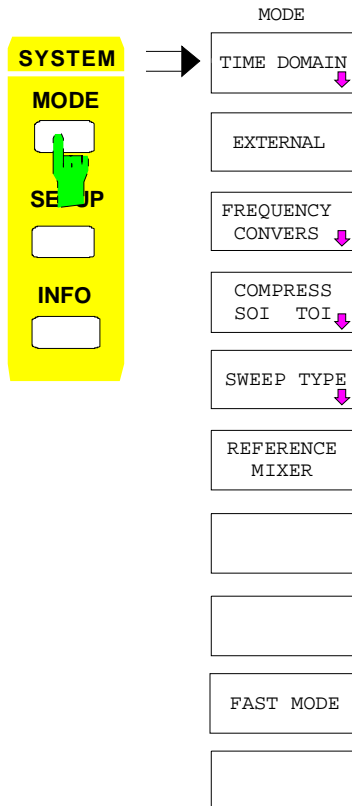 SYSTEM
MODE
SETUP
INFO
MODE
TIME DOMAIN
EXTERNAL
FREQUENCY
CONVERS
COMPRESS
SOI TOI
SWEEP TYPE
REFERENCE
MIXER
FAST MODE